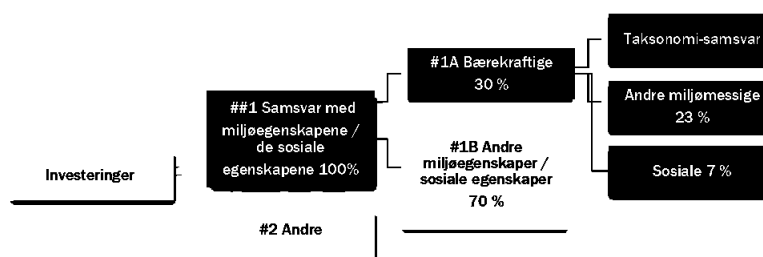 Investeringer
##1 Samsvar med
miljøegenskapene /
de sosiale
egenskapene 100%
#2 Andre
#1A Bærekraftige
30 %
#1B Andre
miljøegenskaper /
sosiale egenskaper
70 %
Taksonomi-samsvar
Andre miljømessige
23 %
Sosiale 7 %